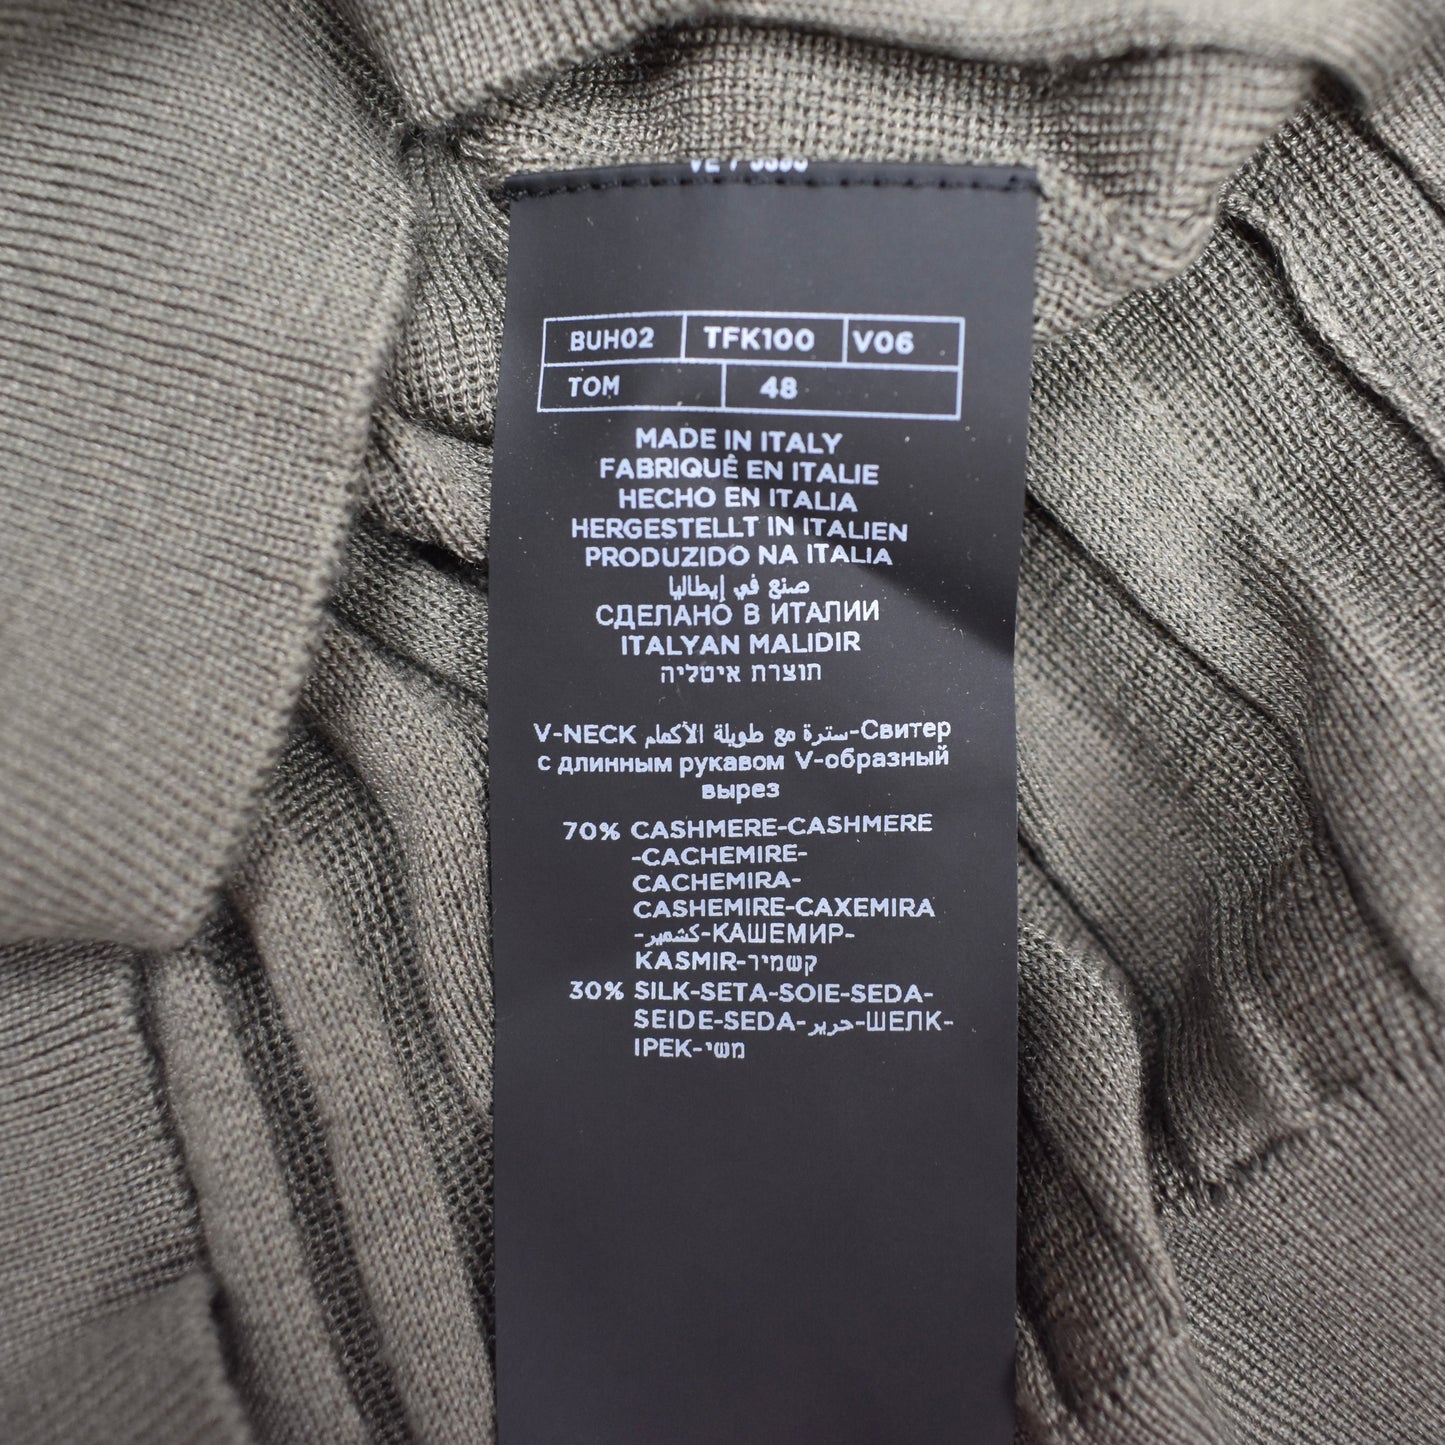 BUH02 TFK100 V06
TOM 48
MADE IN ITALY
FABRIQUÉ EN ITALIE
HECHO EN ITALIA
HERGESTELLT IN ITALIEN
PRODUZIDO NA ITALIA
صنع في إيطاليا
СДЕЛАНО В ИТАЛИИ
ITALYAN MALIDIR
תוצרת איטליה
V-NECK سترة مع طويلة الأكمام-Свитер
с длинным рукавом V-образный
вырез
70% CASHMERE-CASHMERE
-CACHEMIRE-
CACHEMIRA-
CASHEMIRE-CAXEMIRA
-كشمير-КАШЕМИР-
KASMIR-קשמיר
30% SILK-SETA-SOIE-SEDA-
SEIDE-SEDA-حرير-ШЕЛК-
IPEK-משי